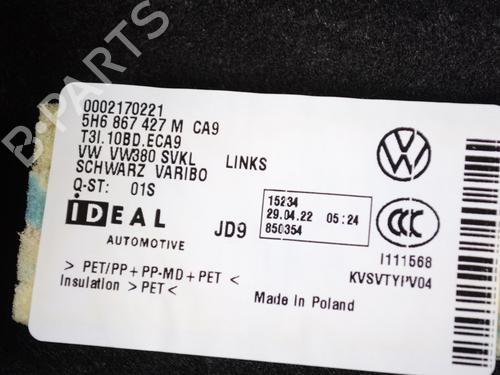 B-PARTS
0002170221
5H6 867 427 M CA9
T3I.10BD.ECA9
VW VW380 SVKL LINKS
SCHWARZ VARIBO
Q-ST: 01S
IDEAL
AUTOMOTIVE
JD9
15234
29.04.22 05:24
850354
VW
CCC
I111568
KVSVTYPV04
> PET/PP + PP-MD + PET <
Insulation > PET <
Made in Poland